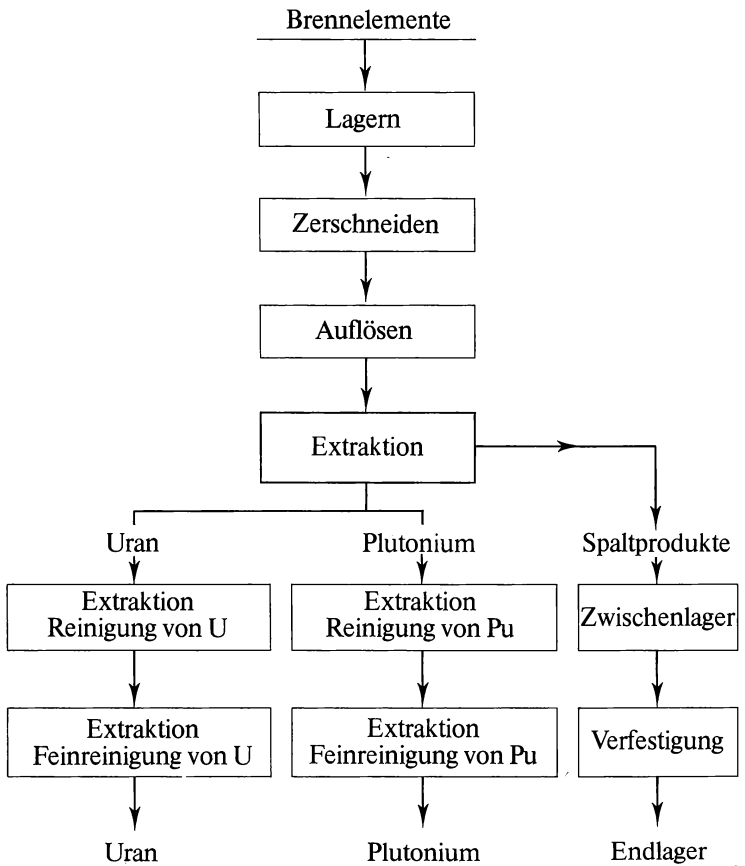 Brennelemente
Lagern
Zerschneiden
Auflösen
Extraktion
Uran
Plutonium
Spaltprodukte
Extraktion
Reinigung von U
Extraktion
Reinigung von Pu
Zwischenlager
Extraktion
Feinreinigung von U
Extraktion
Feinreinigung von Pu
Verfestigung
Uran
Plutonium
Endlager